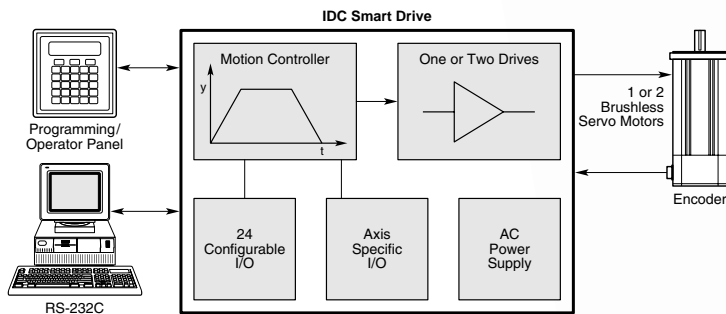 IDC Smart Drive
Programming/
Operator Panel
RS-232C
Motion Controller
y
t
One or Two Drives
24
Configurable
I/O
Axis
Specific
I/O
AC
Power
Supply
1 or 2
Brushless
Servo Motors
Encoder